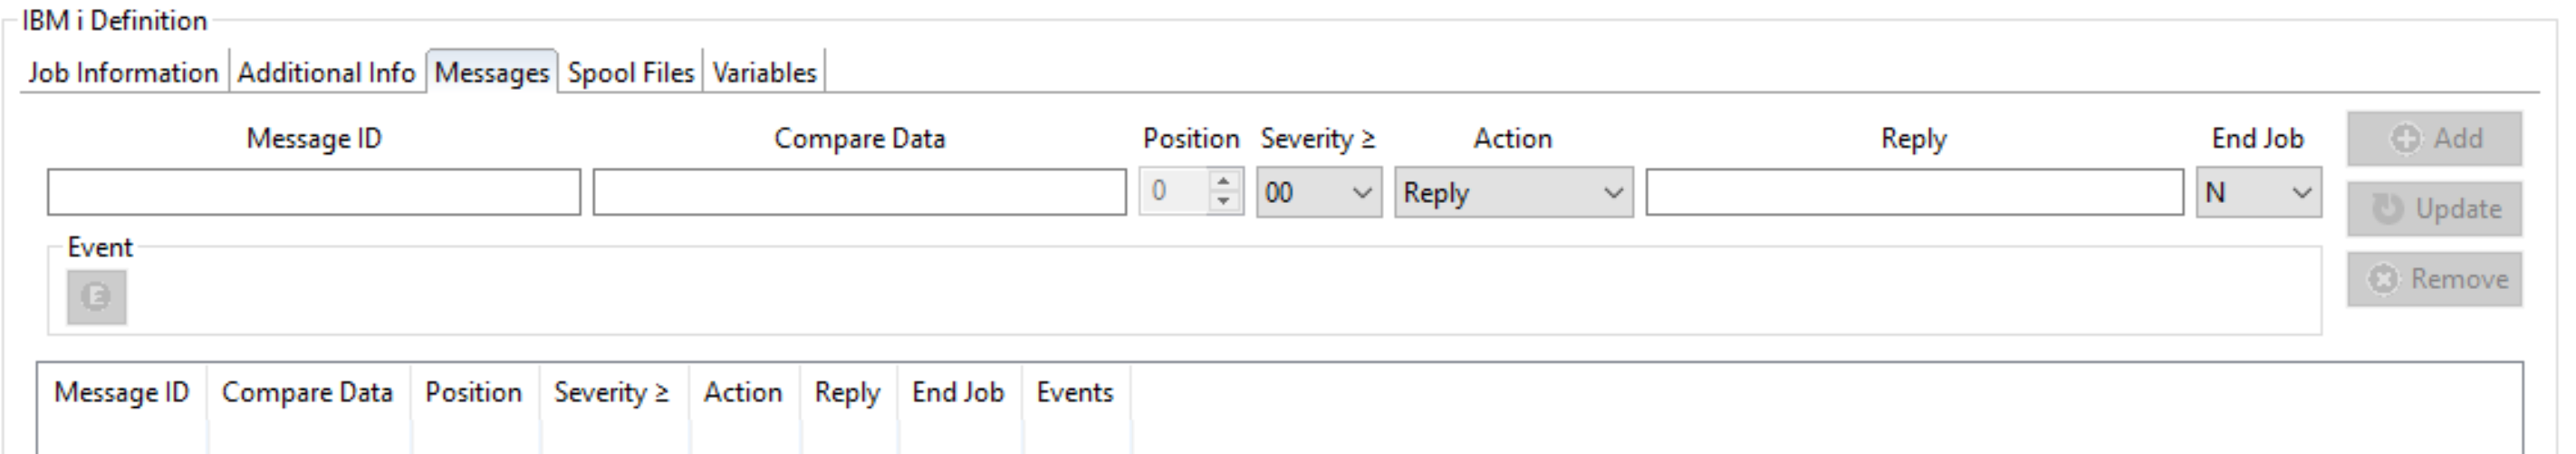 IBM i Definition
Job Information Additional Info Messages Spool Files Variables
Message ID Compare Data Position Severity ≥ Action Reply End Job Add
0 00 Reply N Update
Event
E
Remove
Message ID Compare Data Position Severity ≥ Action Reply End Job Events